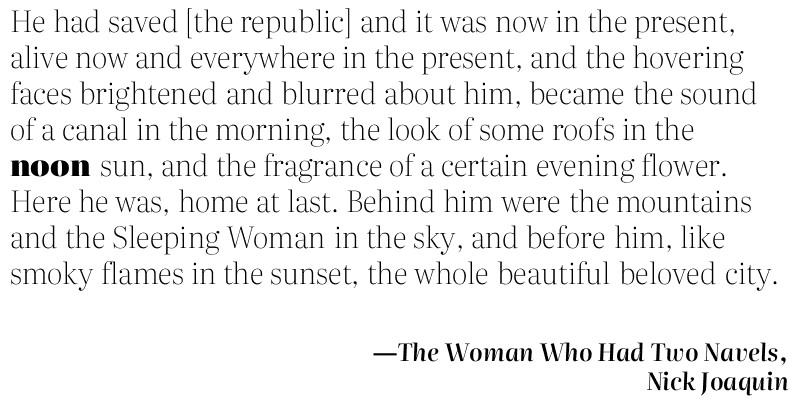 He had saved [the republic] and it was now in the present,
alive now and everywhere in the present, and the hovering
faces brightened and blurred about him, became the sound
of a canal in the morning, the look of some roofs in the
noon sun, and the fragrance of a certain evening flower.
Here he was, home at last. Behind him were the mountains
and the Sleeping Woman in the sky, and before him, like
smoky flames in the sunset, the whole beautiful beloved city.
—The Woman Who Had Two Navels,
Nick Joaquin